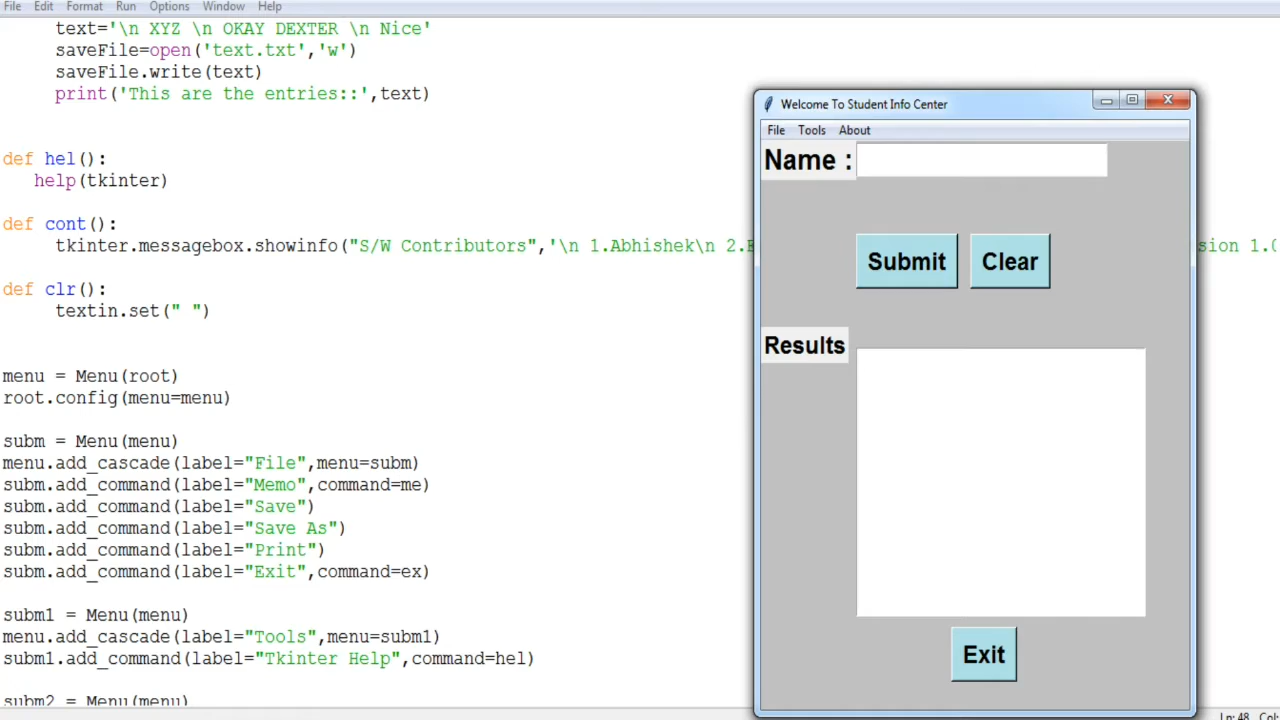 File Edit Format Run Options Window Help
text='\n XYZ \n OKAY DEXTER \n Nice'
saveFile=open('text.txt','w')
saveFile.write(text)
print('This are the entries::',text)
def hel():
help(tkinter)
def cont():
tkinter.messagebox.showinfo("S/W Contributors",'\n 1.Abhishek\n 2. sion 1.0
def clr():
textin.set(" ")
menu = Menu(root)
root.config(menu=menu)
subm = Menu(menu)
menu.add_cascade(label="File",menu=subm)
subm.add_command(label="Memo",command=me)
subm.add_command(label="Save")
subm.add_command(label="Save As")
subm.add_command(label="Print")
subm.add_command(label="Exit",command=ex)
subm1 = Menu(menu)
menu.add_cascade(label="Tools",menu=subm1)
subm1.add_command(label="Tkinter Help",command=hel)
subm2 = Menu(menu)
Welcome To Student Info Center
File Tools About
Name :
Submit Clear
Results
Exit
Ln: 48 Col: